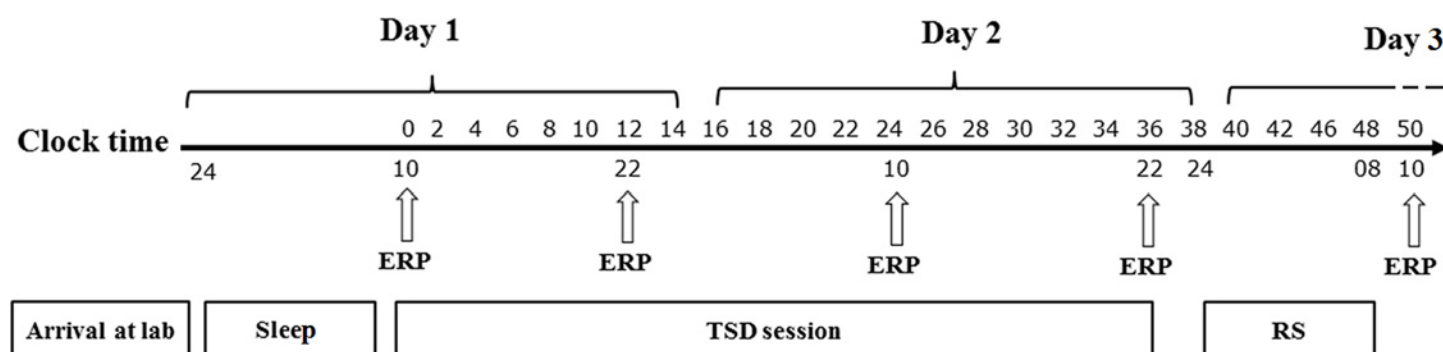 Day 1 Day 2 Day 3
0 2 4 6 8 10 12 14 16 18 20 22 24 26 28 30 32 34 36 38 40 42 46 48 50
Clock time
24 10 22 10 22 24 08 10
ERP ERP ERP ERP ERP
Arrival at lab Sleep TSD session RS